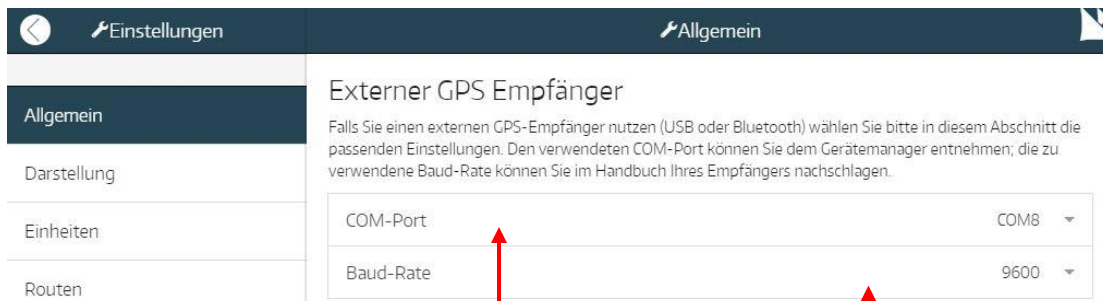 Einstellungen
Allgemein
Allgemein
Darstellung
Einheiten
Routen
Externer GPS Empfänger
Falls Sie einen externen GPS-Empfänger nutzen (USB oder Bluetooth) wählen Sie bitte in diesem Abschnitt die
passenden Einstellungen. Den verwendeten COM-Port können Sie dem Gerätemanager entnehmen; die zu
verwendene Baud-Rate können Sie im Handbuch Ihres Empfängers nachschlagen.
COM-Port COM8
Baud-Rate 9600